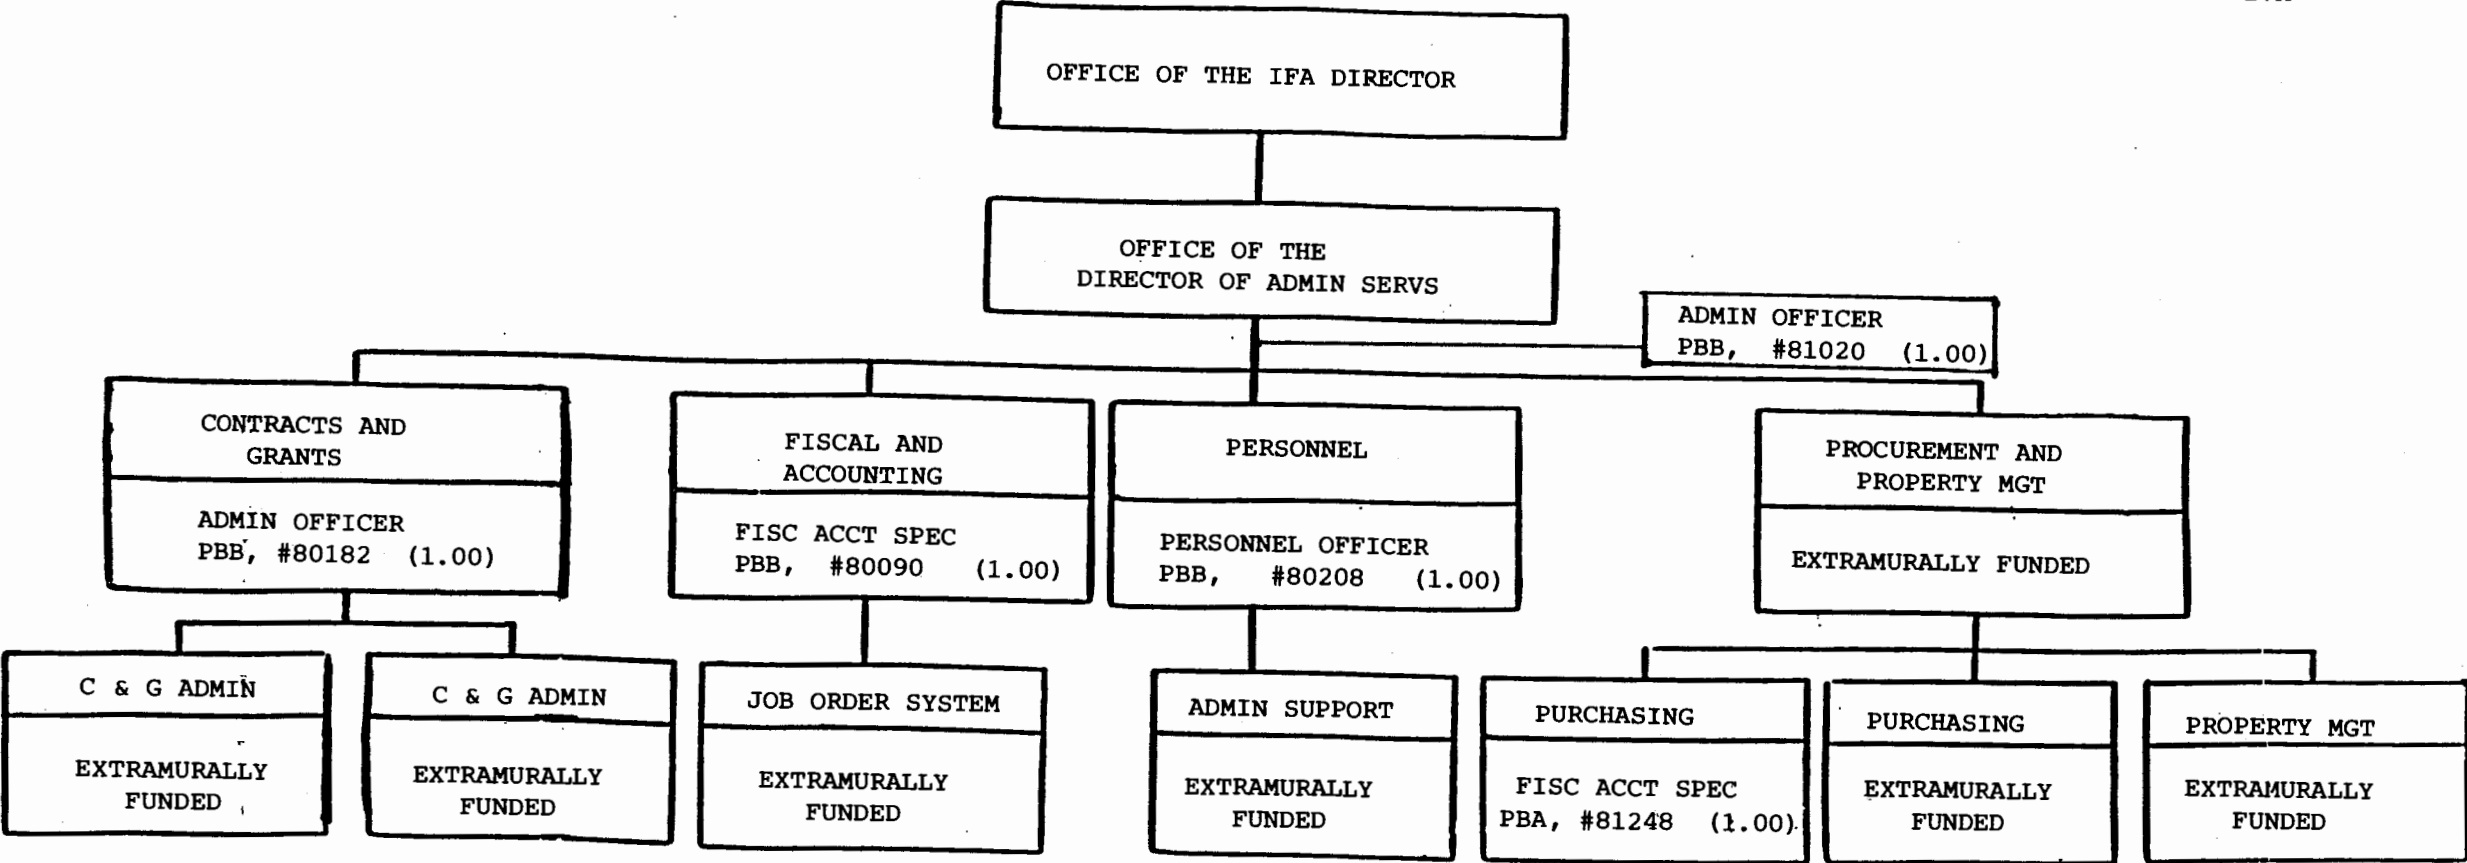 OFFICE OF THE IFA DIRECTOR
OFFICE OF THE
DIRECTOR OF ADMIN SERVS
ADMIN OFFICER
PBB, #81020 (1.00)
CONTRACTS AND
GRANTS
ADMIN OFFICER
PBB, #80182 (1.00)
FISCAL AND
ACCOUNTING
FISC ACCT SPEC
PBB, #80090 (1.00)
PERSONNEL
PERSONNEL OFFICER
PBB, #80208 (1.00)
PROCUREMENT AND
PROPERTY MGT
EXTRAMURALLY FUNDED
C & G ADMIN
EXTRAMURALLY
FUNDED
C & G ADMIN
EXTRAMURALLY
FUNDED
JOB ORDER SYSTEM
EXTRAMURALLY
FUNDED
ADMIN SUPPORT
EXTRAMURALLY
FUNDED
PURCHASING
FISC ACCT SPEC
PBA, #81248 (1.00)
PURCHASING
EXTRAMURALLY
FUNDED
PROPERTY MGT
EXTRAMURALLY
FUNDED